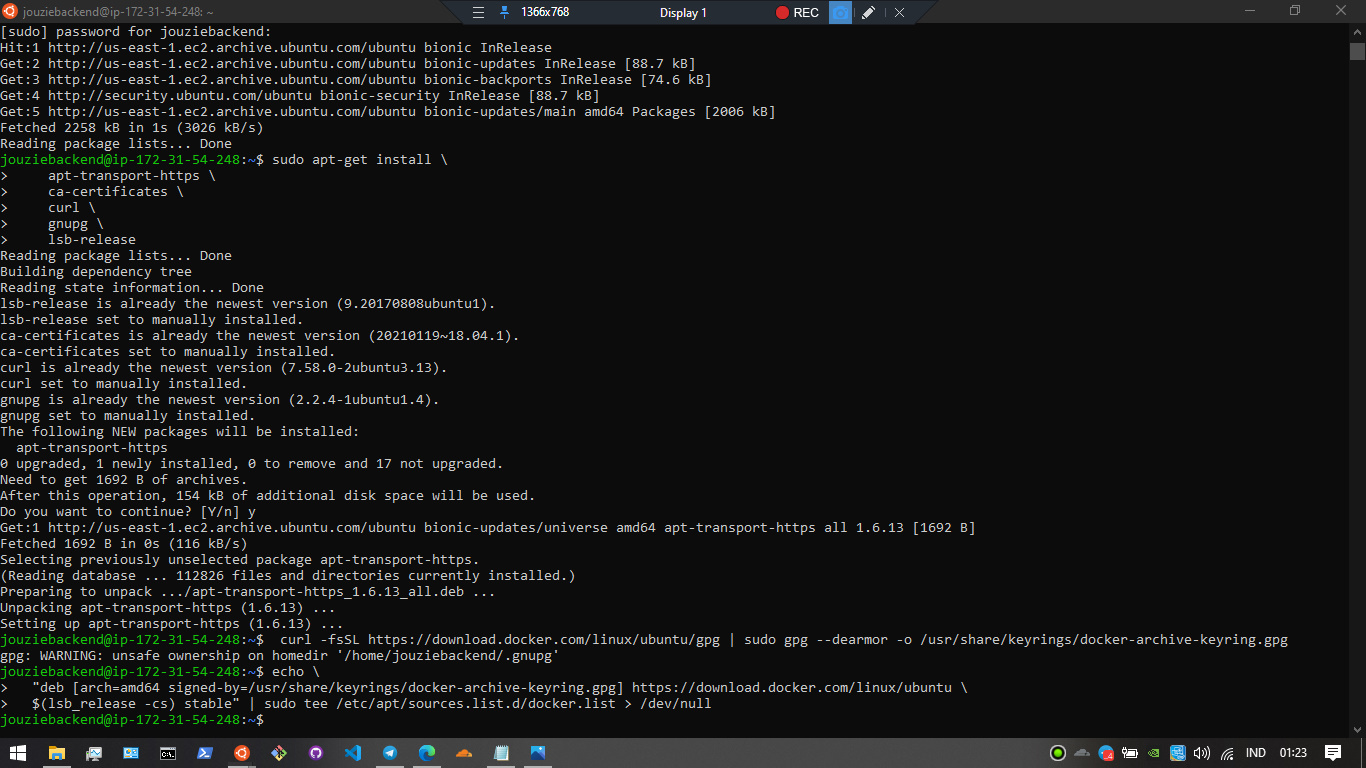 jouziebackend@ip-172-31-54-248: ~
1366x768
Display 1
REC
[sudo] password for jouziebackend:
Hit:1 http://us-east-1.ec2.archive.ubuntu.com/ubuntu bionic InRelease
Get:2 http://us-east-1.ec2.archive.ubuntu.com/ubuntu bionic-updates InRelease [88.7 kB]
Get:3 http://us-east-1.ec2.archive.ubuntu.com/ubuntu bionic-backports InRelease [74.6 kB]
Get:4 http://security.ubuntu.com/ubuntu bionic-security InRelease [88.7 kB]
Get:5 http://us-east-1.ec2.archive.ubuntu.com/ubuntu bionic-updates/main amd64 Packages [2006 kB]
Fetched 2258 kB in 1s (3026 kB/s)
Reading package lists... Done
jouziebackend@ip-172-31-54-248:~$ sudo apt-get install \
>     apt-transport-https \
>     ca-certificates \
>     curl \
>     gnupg \
>     lsb-release
Reading package lists... Done
Building dependency tree
Reading state information... Done
lsb-release is already the newest version (9.20170808ubuntu1).
lsb-release set to manually installed.
ca-certificates is already the newest version (20210119~18.04.1).
ca-certificates set to manually installed.
curl is already the newest version (7.58.0-2ubuntu3.13).
curl set to manually installed.
gnupg is already the newest version (2.2.4-1ubuntu1.4).
gnupg set to manually installed.
The following NEW packages will be installed:
  apt-transport-https
0 upgraded, 1 newly installed, 0 to remove and 17 not upgraded.
Need to get 1692 B of archives.
After this operation, 154 kB of additional disk space will be used.
Do you want to continue? [Y/n] y
Get:1 http://us-east-1.ec2.archive.ubuntu.com/ubuntu bionic-updates/universe amd64 apt-transport-https all 1.6.13 [1692 B]
Fetched 1692 B in 0s (116 kB/s)
Selecting previously unselected package apt-transport-https.
(Reading database ... 112826 files and directories currently installed.)
Preparing to unpack .../apt-transport-https_1.6.13_all.deb ...
Unpacking apt-transport-https (1.6.13) ...
Setting up apt-transport-https (1.6.13) ...
jouziebackend@ip-172-31-54-248:~$  curl -fsSL https://download.docker.com/linux/ubuntu/gpg | sudo gpg --dearmor -o /usr/share/keyrings/docker-archive-keyring.gpg
gpg: WARNING: unsafe ownership on homedir '/home/jouziebackend/.gnupg'
jouziebackend@ip-172-31-54-248:~$ echo \
>   "deb [arch=amd64 signed-by=/usr/share/keyrings/docker-archive-keyring.gpg] https://download.docker.com/linux/ubuntu \
>   $(lsb_release -cs) stable" | sudo tee /etc/apt/sources.list.d/docker.list > /dev/null
jouziebackend@ip-172-31-54-248:~$
IND
01:23